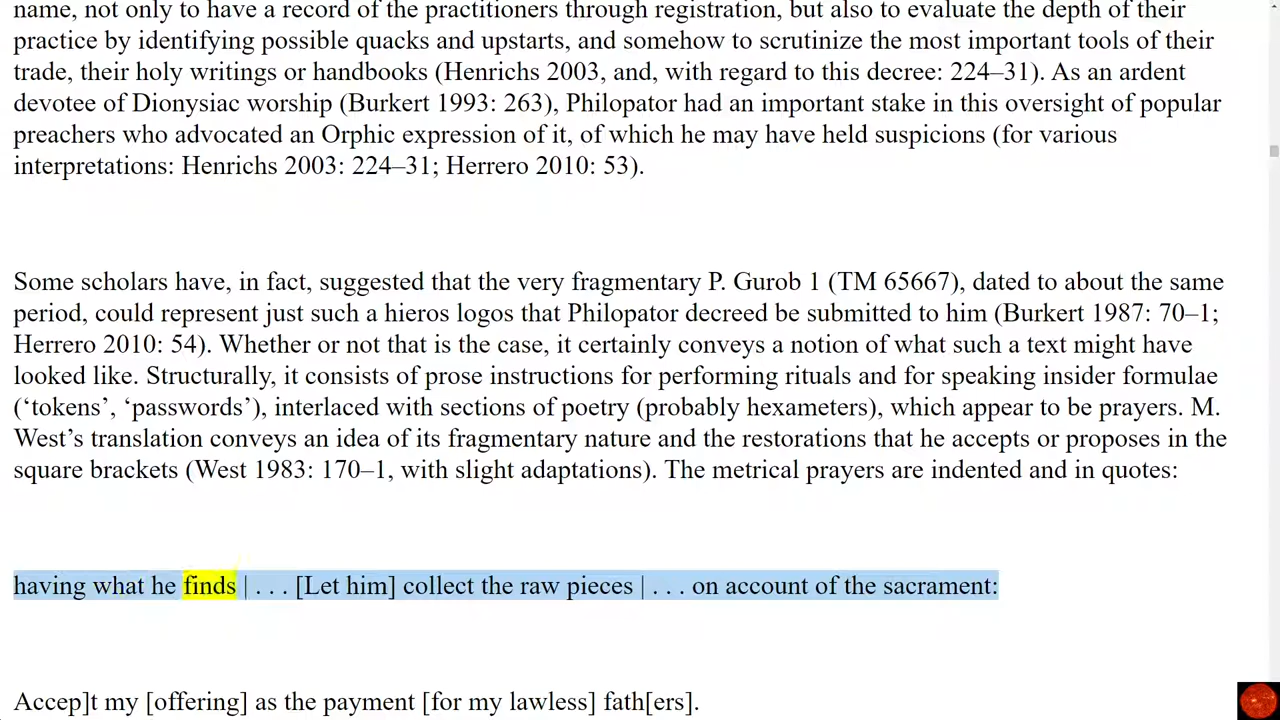 name, not only to have a record of the practitioners through registration, but also to evaluate the depth of their
practice by identifying possible quacks and upstarts, and somehow to scrutinize the most important tools of their
trade, their holy writings or handbooks (Henrichs 2003, and, with regard to this decree: 224–31). As an ardent
devotee of Dionysiac worship (Burkert 1993: 263), Philopator had an important stake in this oversight of popular
preachers who advocated an Orphic expression of it, of which he may have held suspicions (for various
interpretations: Henrichs 2003: 224–31; Herrero 2010: 53).
Some scholars have, in fact, suggested that the very fragmentary P. Gurob 1 (TM 65667), dated to about the same
period, could represent just such a hieros logos that Philopator decreed be submitted to him (Burkert 1987: 70–1;
Herrero 2010: 54). Whether or not that is the case, it certainly conveys a notion of what such a text might have
looked like. Structurally, it consists of prose instructions for performing rituals and for speaking insider formulae
(‘tokens’, ‘passwords’), interlaced with sections of poetry (probably hexameters), which appear to be prayers. M.
West’s translation conveys an idea of its fragmentary nature and the restorations that he accepts or proposes in the
square brackets (West 1983: 170–1, with slight adaptations). The metrical prayers are indented and in quotes:
having what he finds | . . . [Let him] collect the raw pieces | . . . on account of the sacrament:
Accep]t my [offering] as the payment [for my lawless] fath[ers].